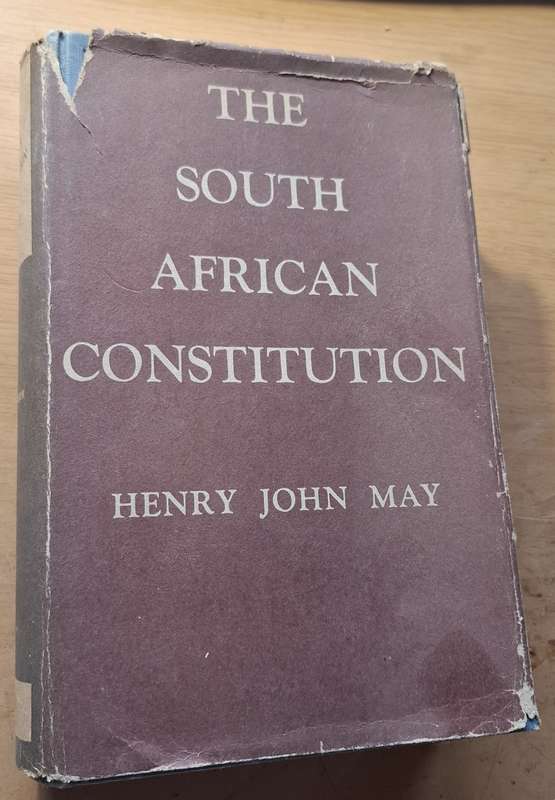 THE
SOUTH
AFRICAN
CONSTITUTION
HENRY JOHN MAY